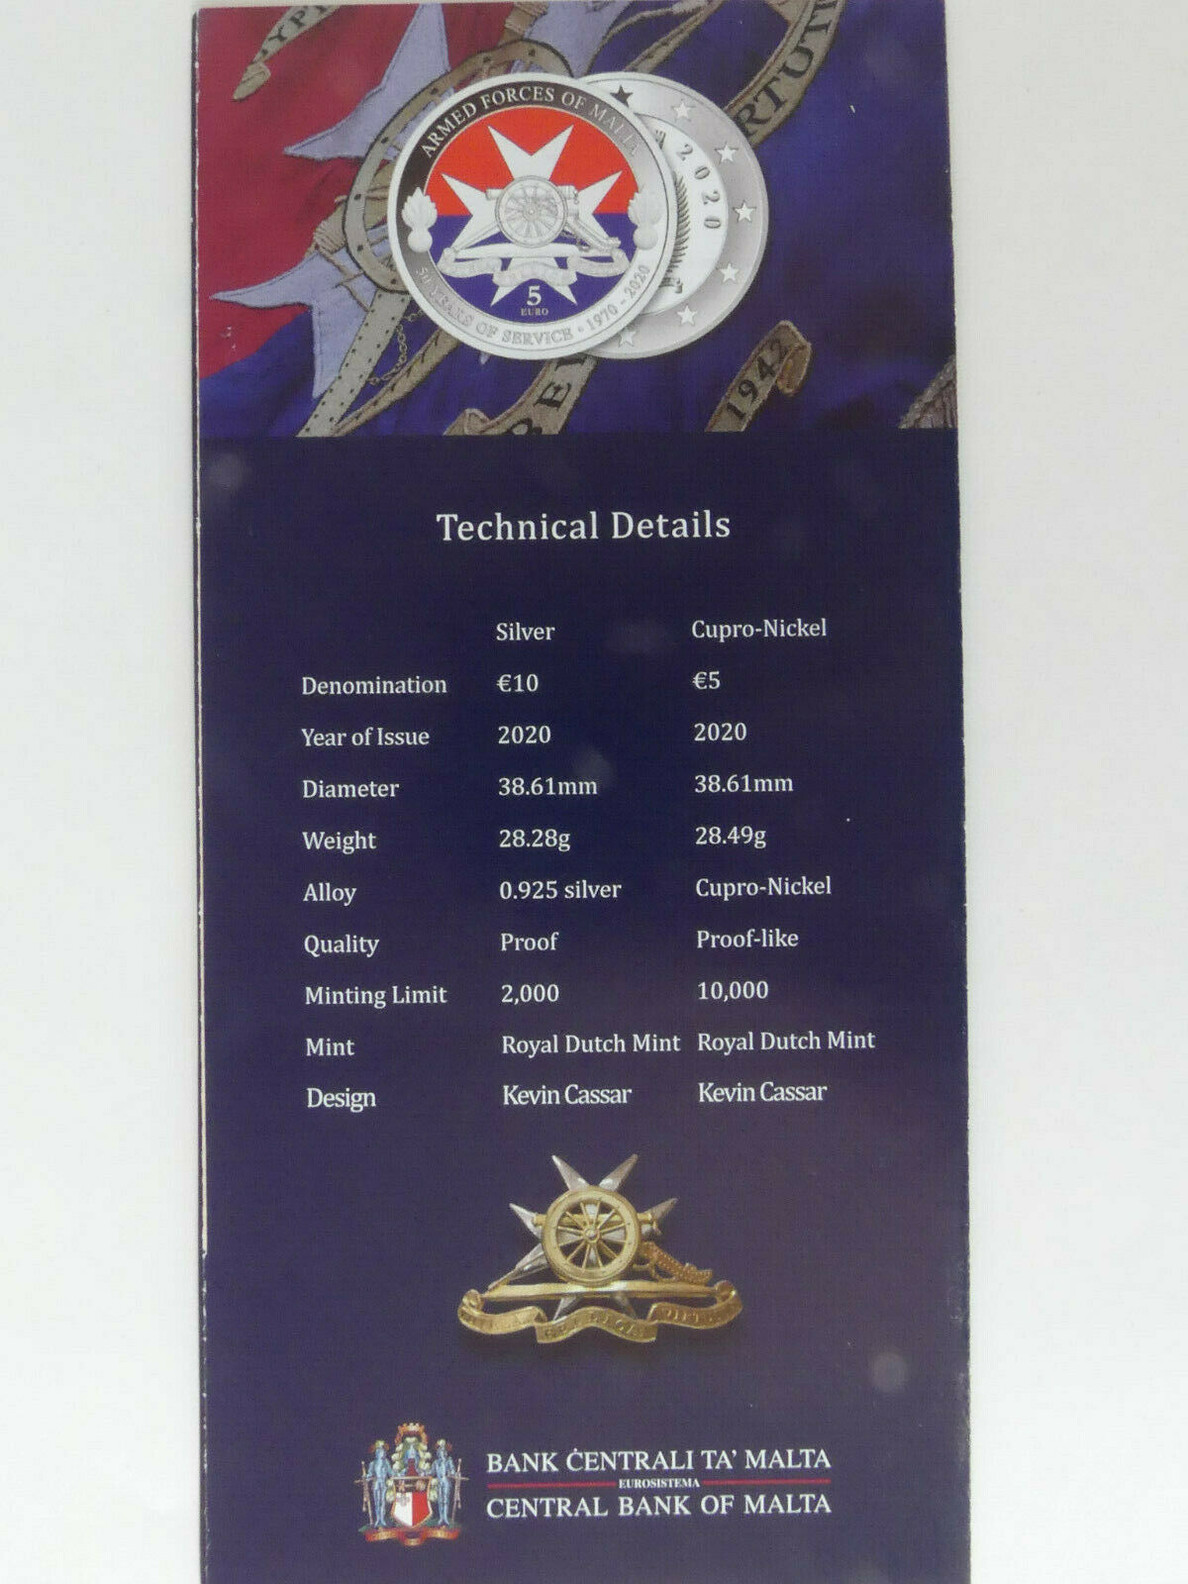 ARMED FORCES OF MALTA
5
EURO
50 YEARS OF SERVICE • 1970 - 2020
2020
RTUT
1942
Technical Details
Silver Cupro-Nickel
Denomination €10 €5
Year of Issue 2020 2020
Diameter 38.61mm 38.61mm
Weight 28.28g 28.49g
Alloy 0.925 silver Cupro-Nickel
Quality Proof Proof-like
Minting Limit 2,000 10,000
Mint Royal Dutch Mint Royal Dutch Mint
Design Kevin Cassar Kevin Cassar
BANK ĊENTRALI TA' MALTA
EUROSISTEMA
CENTRAL BANK OF MALTA